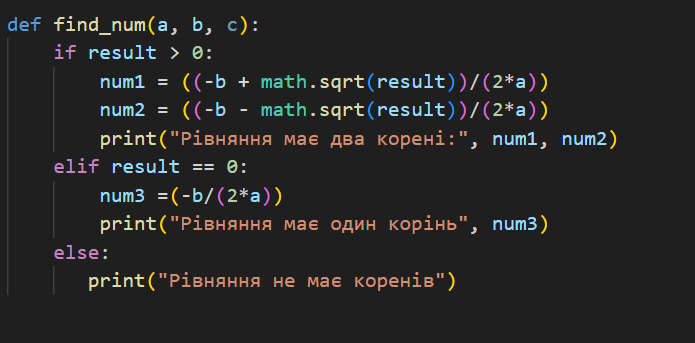 def find_num(a, b, c):
    if result > 0:
        num1 = ((-b + math.sqrt(result))/(2*a))
        num2 = ((-b - math.sqrt(result))/(2*a))
        print("Рівняння має два корені:", num1, num2)
    elif result == 0:
        num3 =(-b/(2*a))
        print("Рівняння має один корінь", num3)
    else:
       print("Рівняння не має коренів")